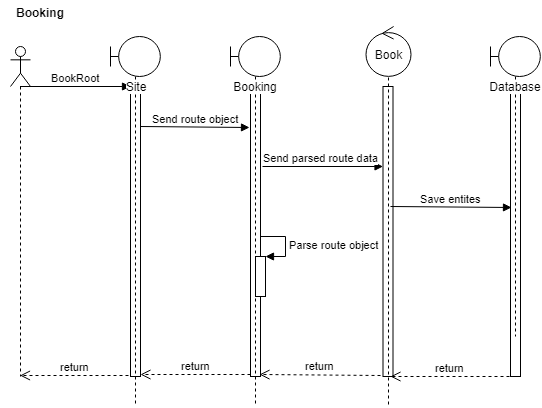 Booking
Book
BookRoot
Site
Booking
Database
Send route object
Send parsed route data
Save entites
Parse route object
return
return
return
return